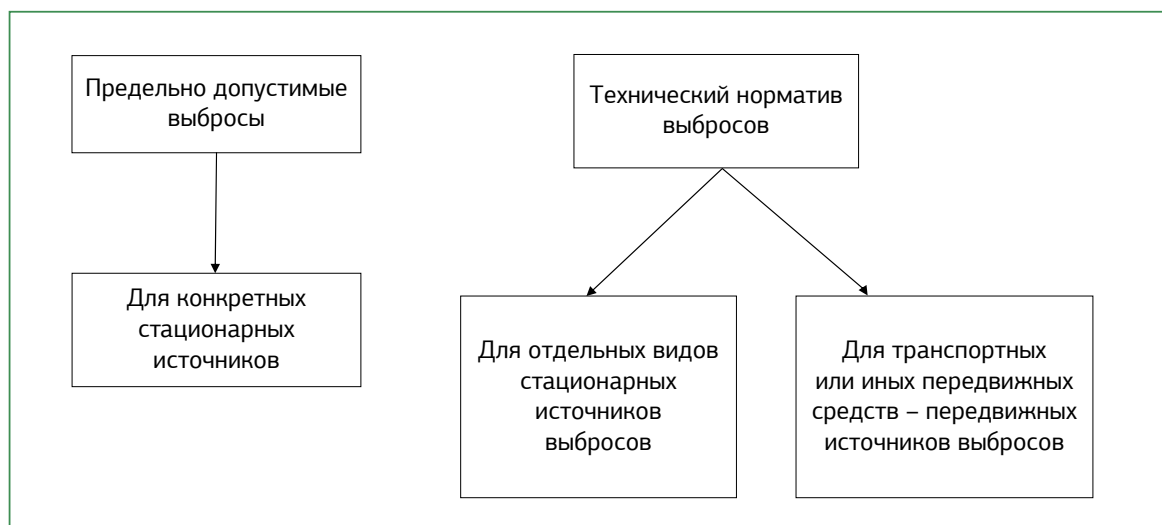 Предельно допустимые
выбросы
Технический норматив
выбросов
Для конкретных
стационарных
источников
Для отдельных видов
стационарных
источников
выбросов
Для транспортных
или иных передвижных
средств – передвижных
источников выбросов